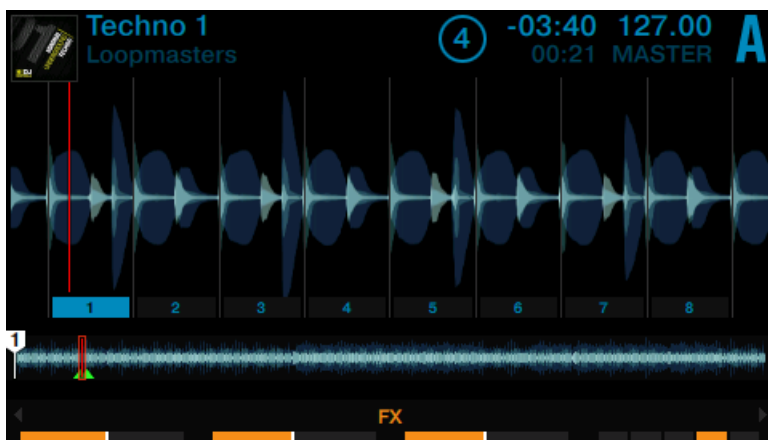 Techno 1
Loopmasters
4
-03:40 127.00
00:21 MASTER
A
1 2 3 4 5 6 7 8
1
FX